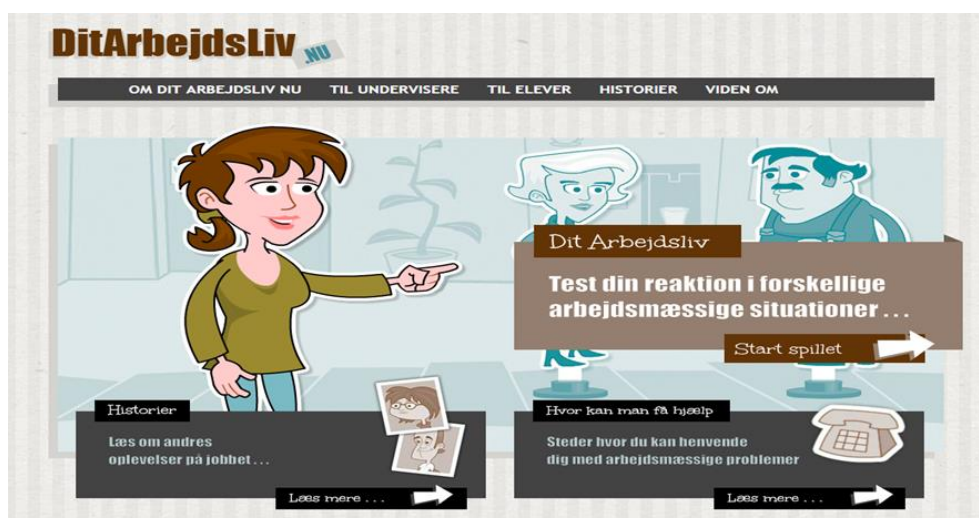 DitArbejdsLiv .NU
OM DIT ARBEJDSLIV NU TIL UNDERVISERE TIL ELEVER HISTORIER VIDEN OM
Dit Arbejdsliv
Test din reaktion i forskellige
arbejdsmæssige situationer . . .
Start spillet
Historier
Læs om andres
oplevelser på jobbet . . .
Læs mere . . .
Hvor kan man få hjælp
Steder hvor du kan henvende
dig med arbejdsmæssige problemer
Læs mere . . .